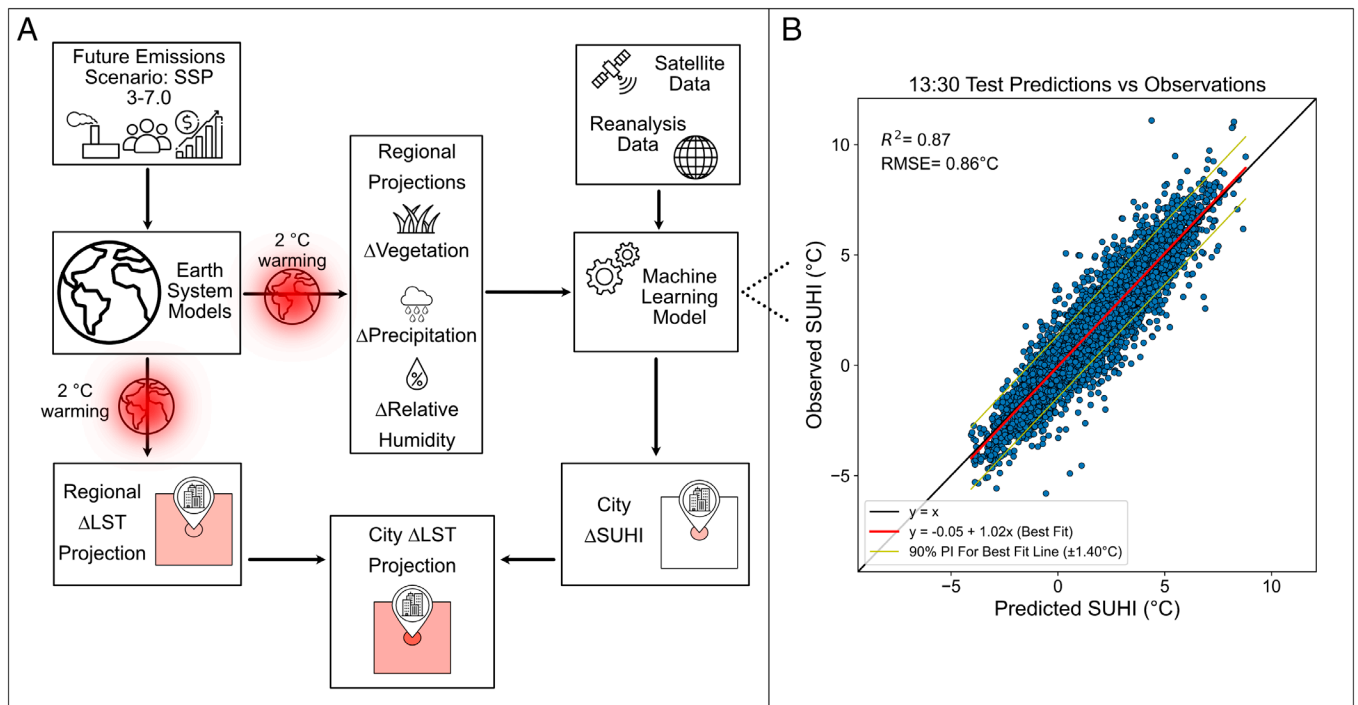 A
Future Emissions
Scenario: SSP
3-7.0
$
Earth
System
Models
2 °C
warming
2 °C
warming
Regional
Projections
ΔVegetation
ΔPrecipitation
%
ΔRelative
Humidity
Satellite
Data
Reanalysis
Data
Machine
Learning
Model
Regional
ΔLST
Projection
City ΔLST
Projection
City
ΔSUHI
B
13:30 Test Predictions vs Observations
R²= 0.87
RMSE= 0.86°C
Observed SUHI (°C)
10
5
0
−5
y = x
y = -0.05 + 1.02x (Best Fit)
90% PI For Best Fit Line (±1.40°C)
−5
0
5
10
Predicted SUHI (°C)